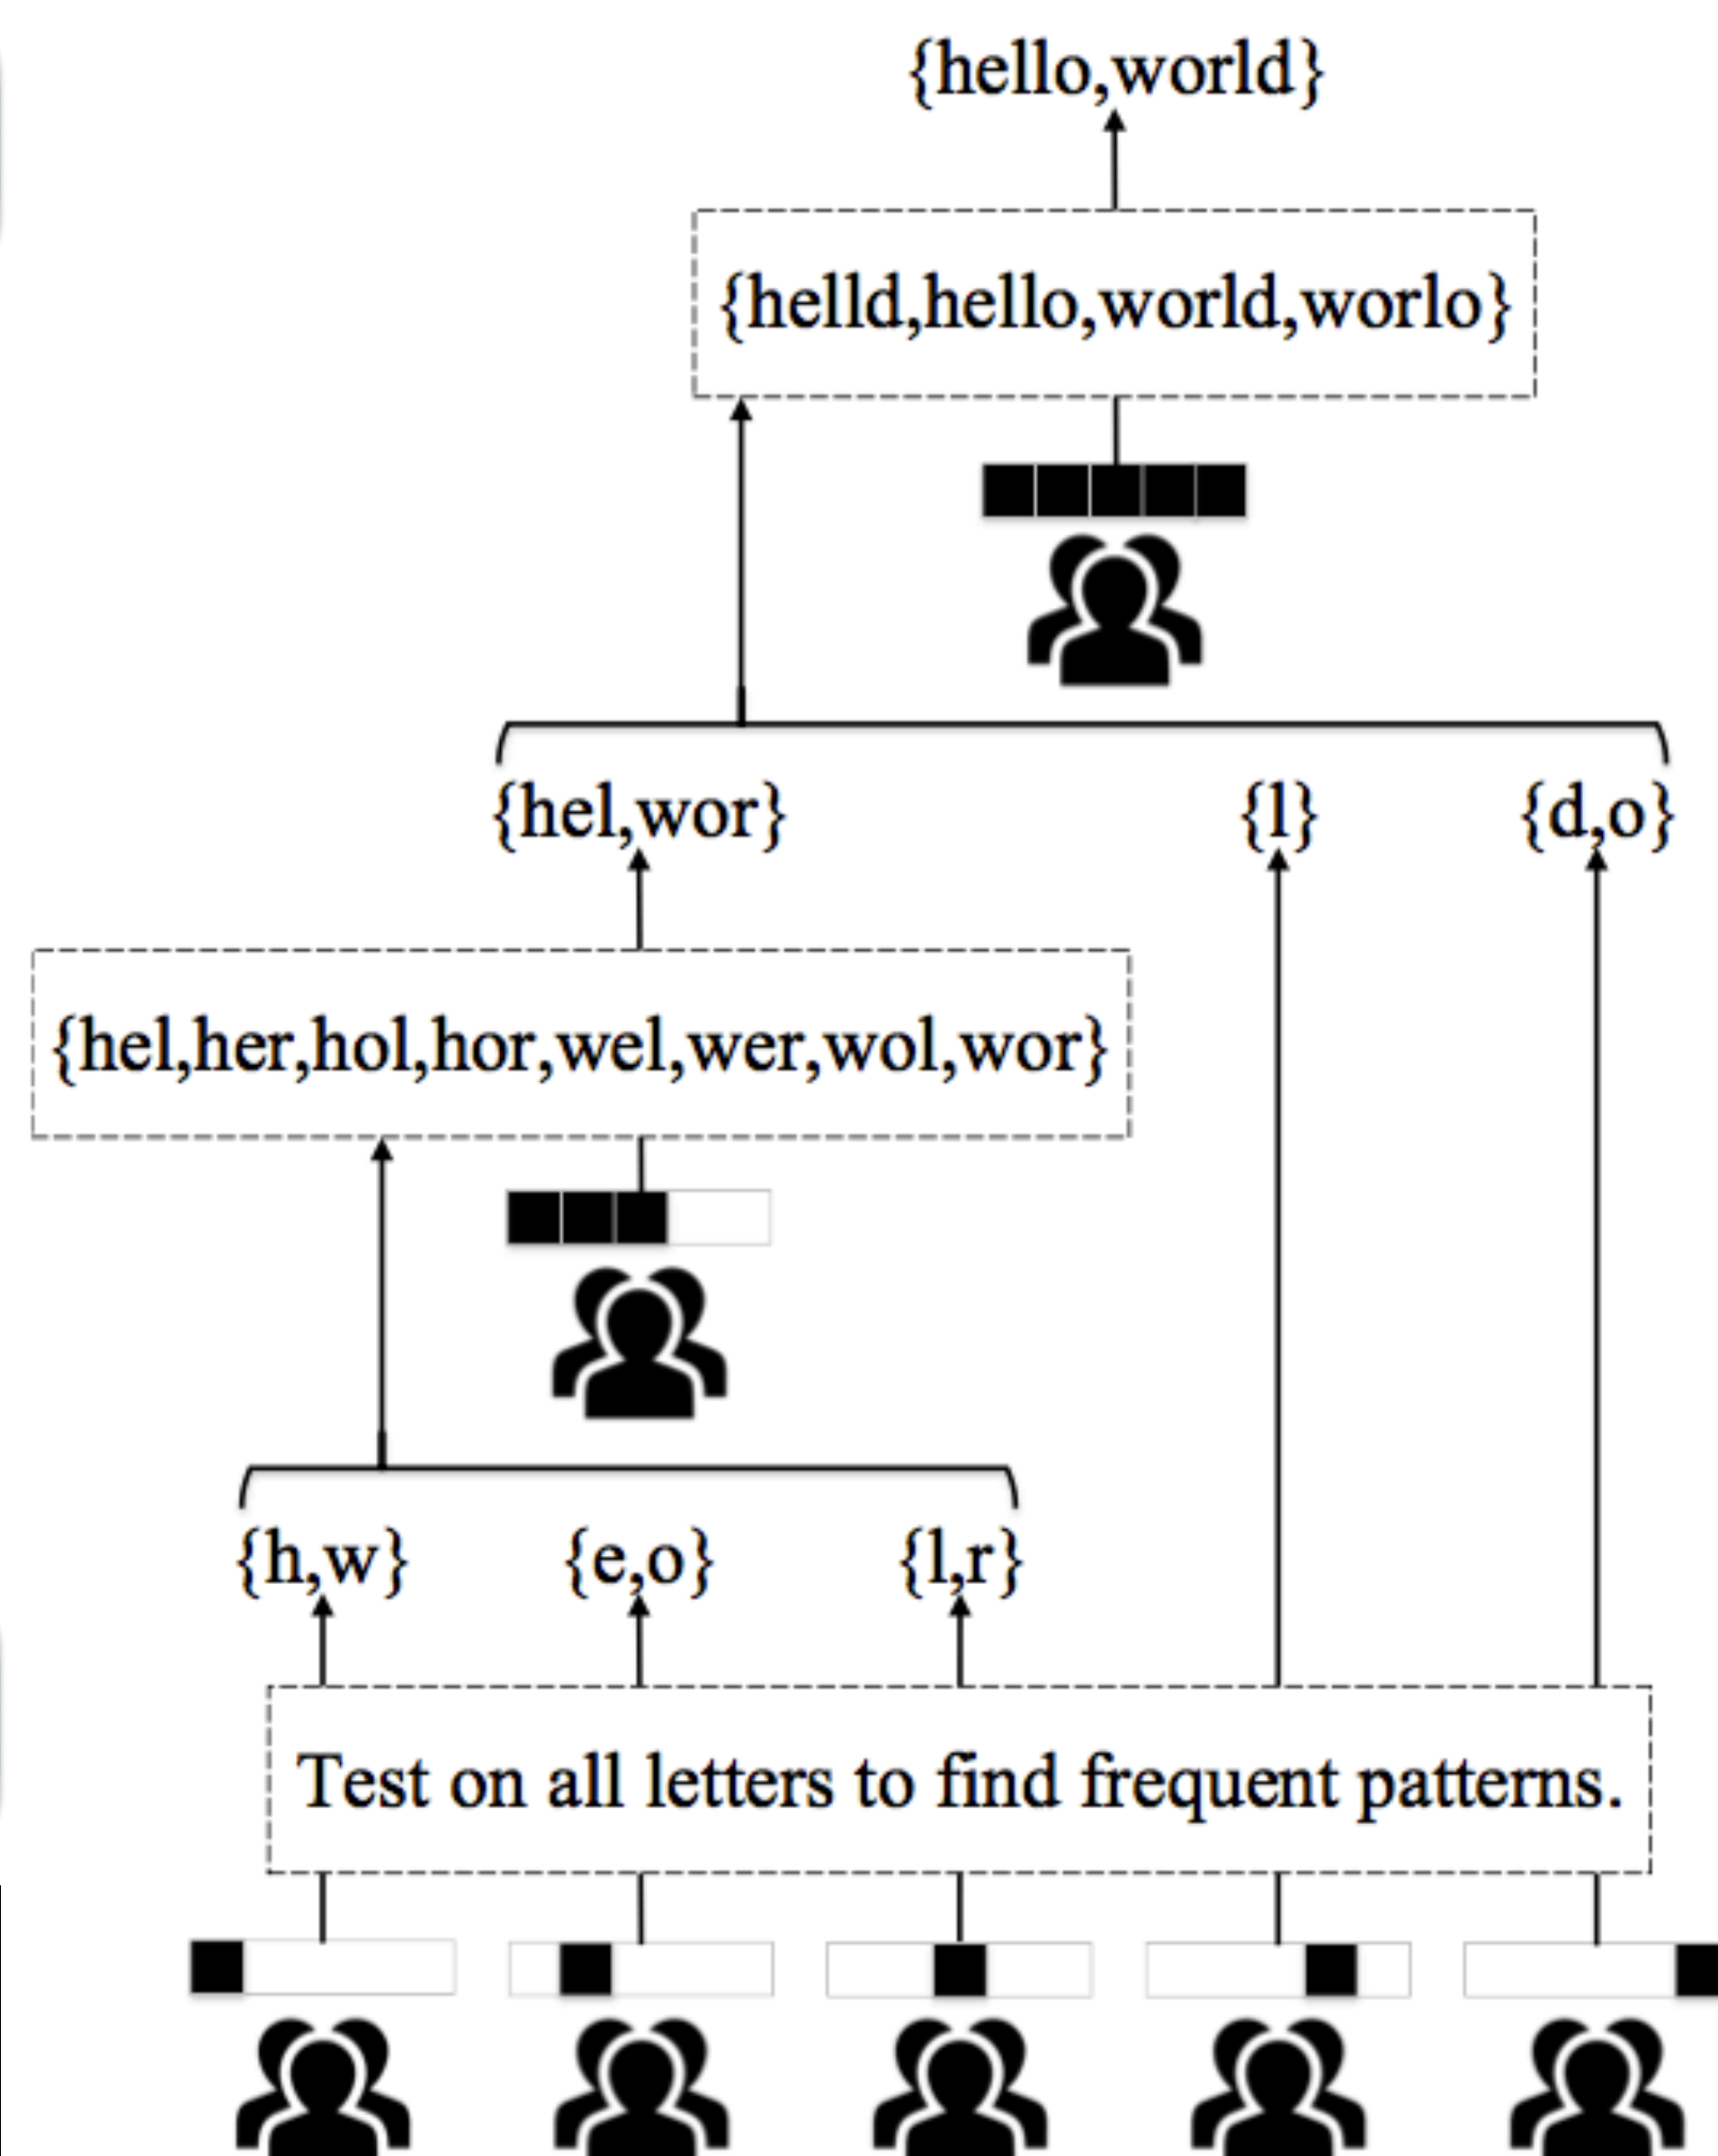 {hello,world}
{helld,hello,world,worlo}
{hel,wor} {l} {d,o}
{hel,her,hol,hor,wel,wer,wol,wor}
{h,w} {e,o} {l,r}
Test on all letters to find frequent patterns.